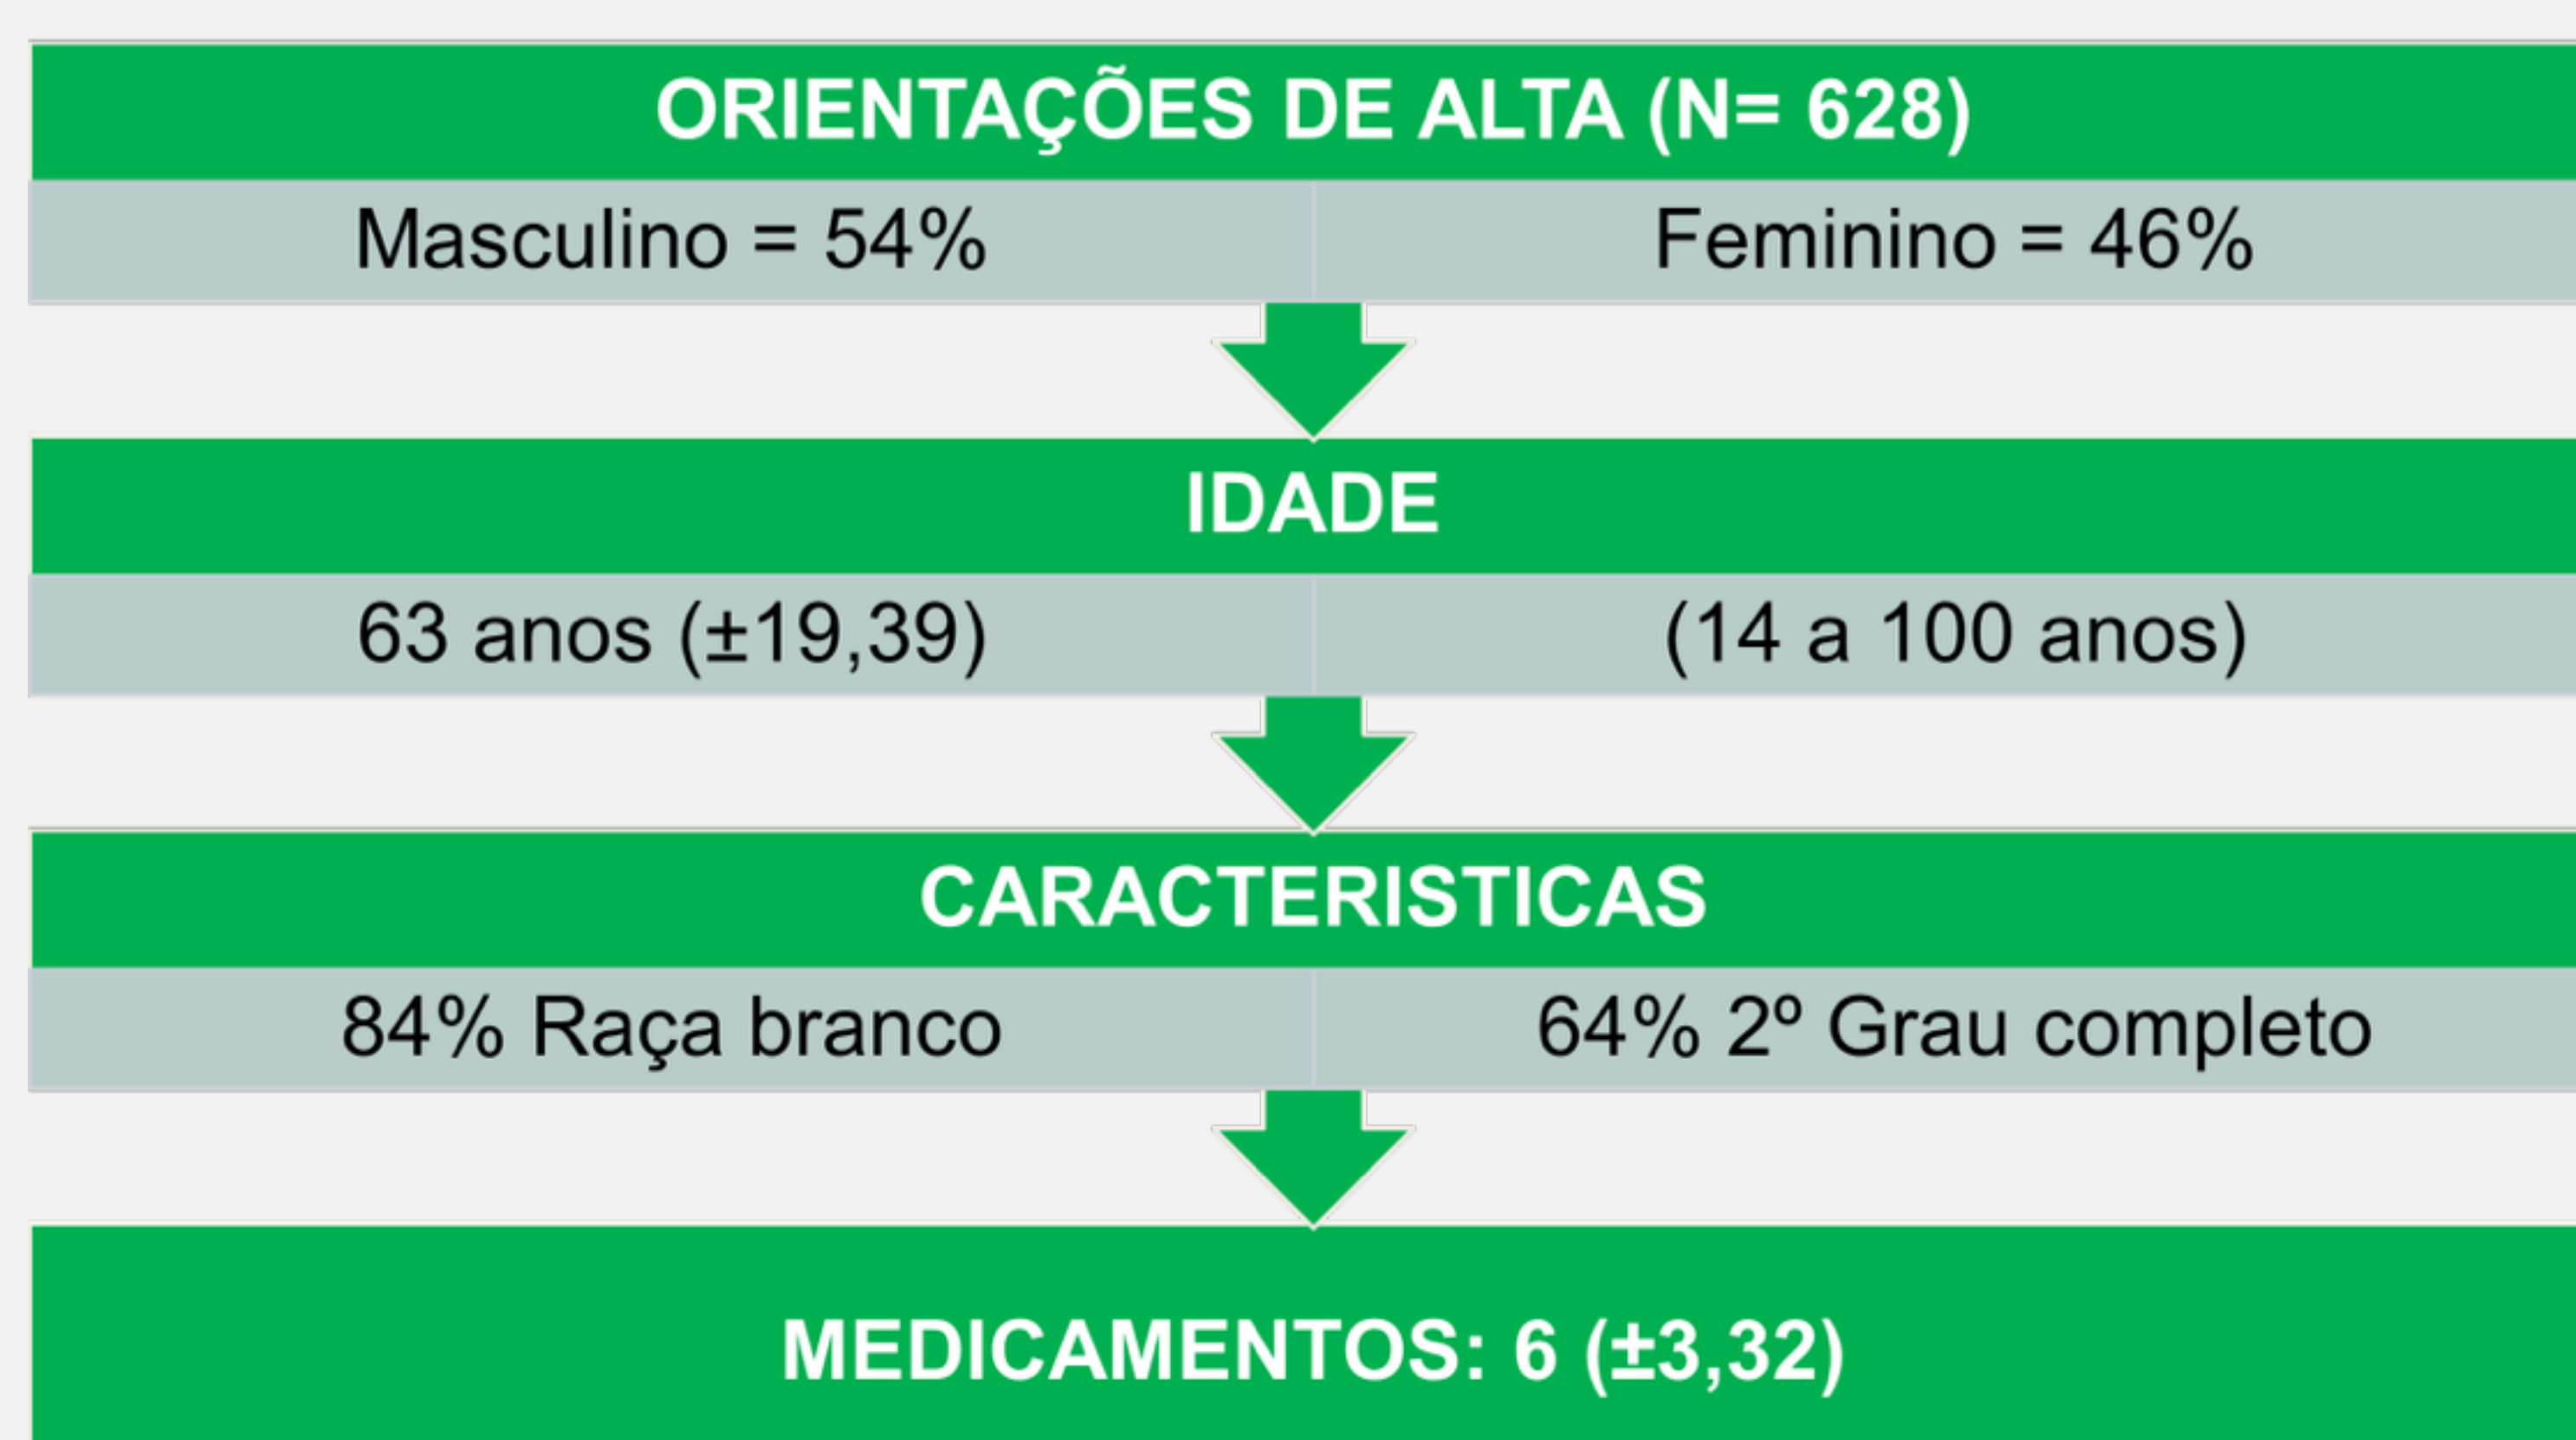 ORIENTAÇÕES DE ALTA (N= 628)
Masculino = 54%
Feminino = 46%
IDADE
63 anos (±19,39)
(14 a 100 anos)
CARACTERISTICAS
84% Raça branco
64% 2º Grau completo
MEDICAMENTOS: 6 (±3,32)